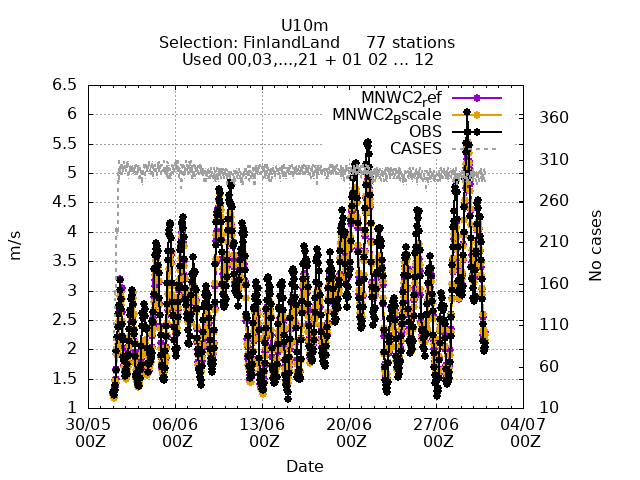 U10m
Selection: FinlandLand 77 stations
Used 00,03,...,21 + 01 02 ... 12
MNWC2ref
MNWC2Bscale
OBS
CASES
6.5
6
5.5
5
4.5
4
3.5
3
2.5
2
1.5
1
m/s
360
310
260
210
160
110
60
10
No cases
30/05 06/06 13/06 20/06 27/06 04/07
00Z 00Z 00Z 00Z 00Z 00Z
Date